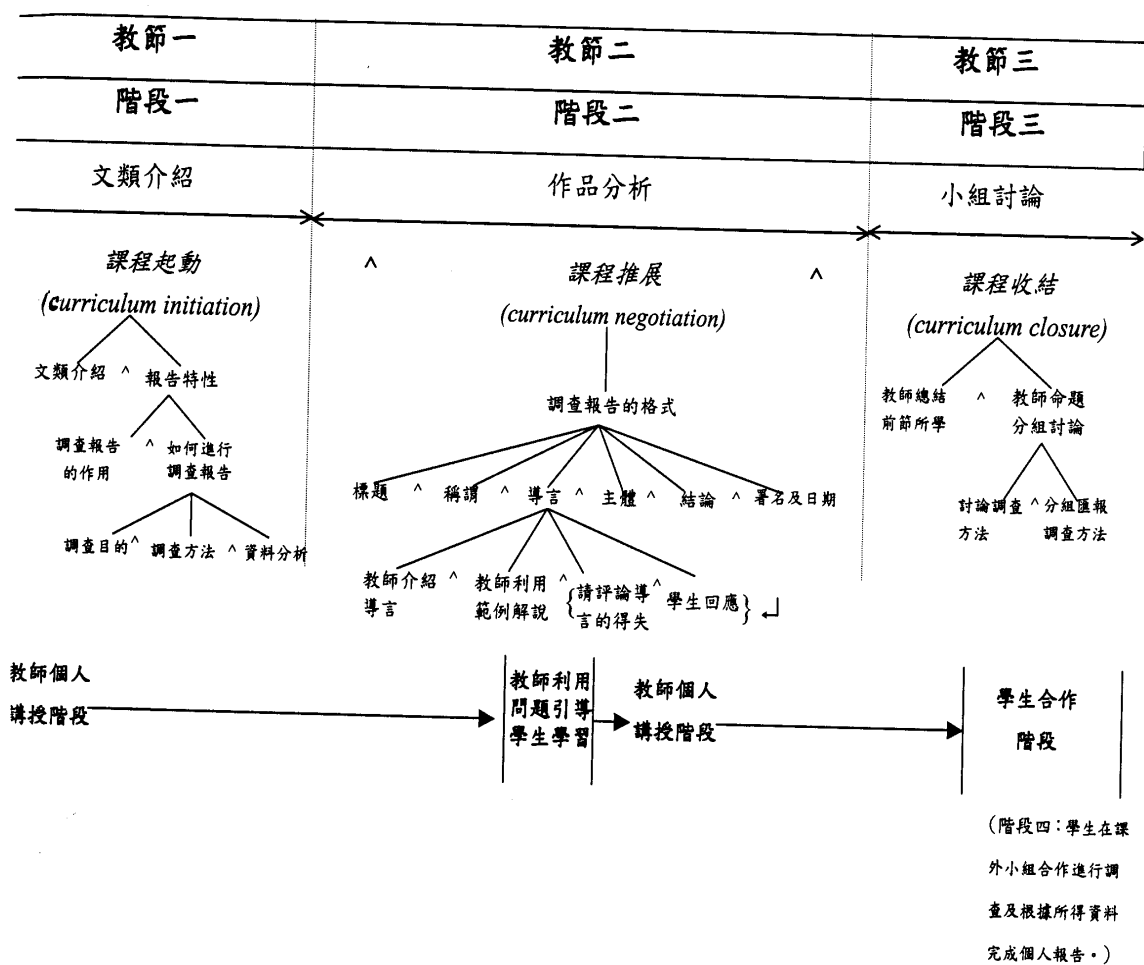 教節一
教節二
教節三
階段一
階段二
階段三
文類介紹
作品分析
小組討論
課程起動
(curriculum initiation)
^
課程推展
(curriculum negotiation)
^
課程收結
(curriculum closure)
文類介紹 ^ 報告特性
調查報告
的作用
^
如何進行
調查報告
調查目的 ^ 調查方法 ^ 資料分析
調查報告的格式
標題 ^ 稱謂 ^ 導言 ^ 主體 ^ 結論 ^ 署名及日期
教師介紹
導言
^
教師利用
範例解說
^
{請評論導
言的得失
^
學生回應}
教師總結
前節所學
^
教師命題
分組討論
討論調查
方法
^
分組匯報
調查方法
教師個人
講授階段
教師利用
問題引導
學生學習
教師個人
講授階段
學生合作
階段
(階段四：學生在課
外小組合作進行調
查及根據所得資料
完成個人報告。)